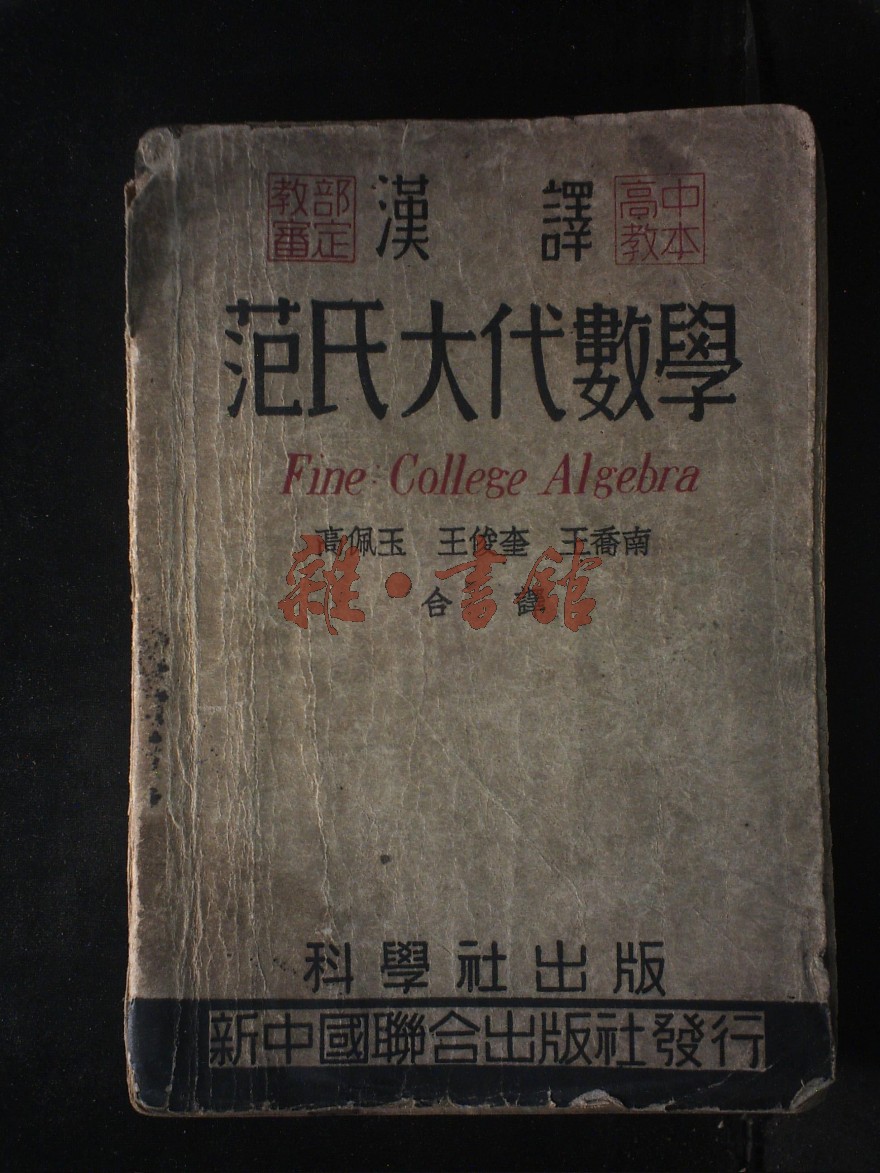 教部審定
漢譯
高中教本
范氏大代數學
Fine: College Algebra
高佩玉 王俊奎 王喬南
合譯
雜·書館
科學社出版
新中國聯合出版社發行